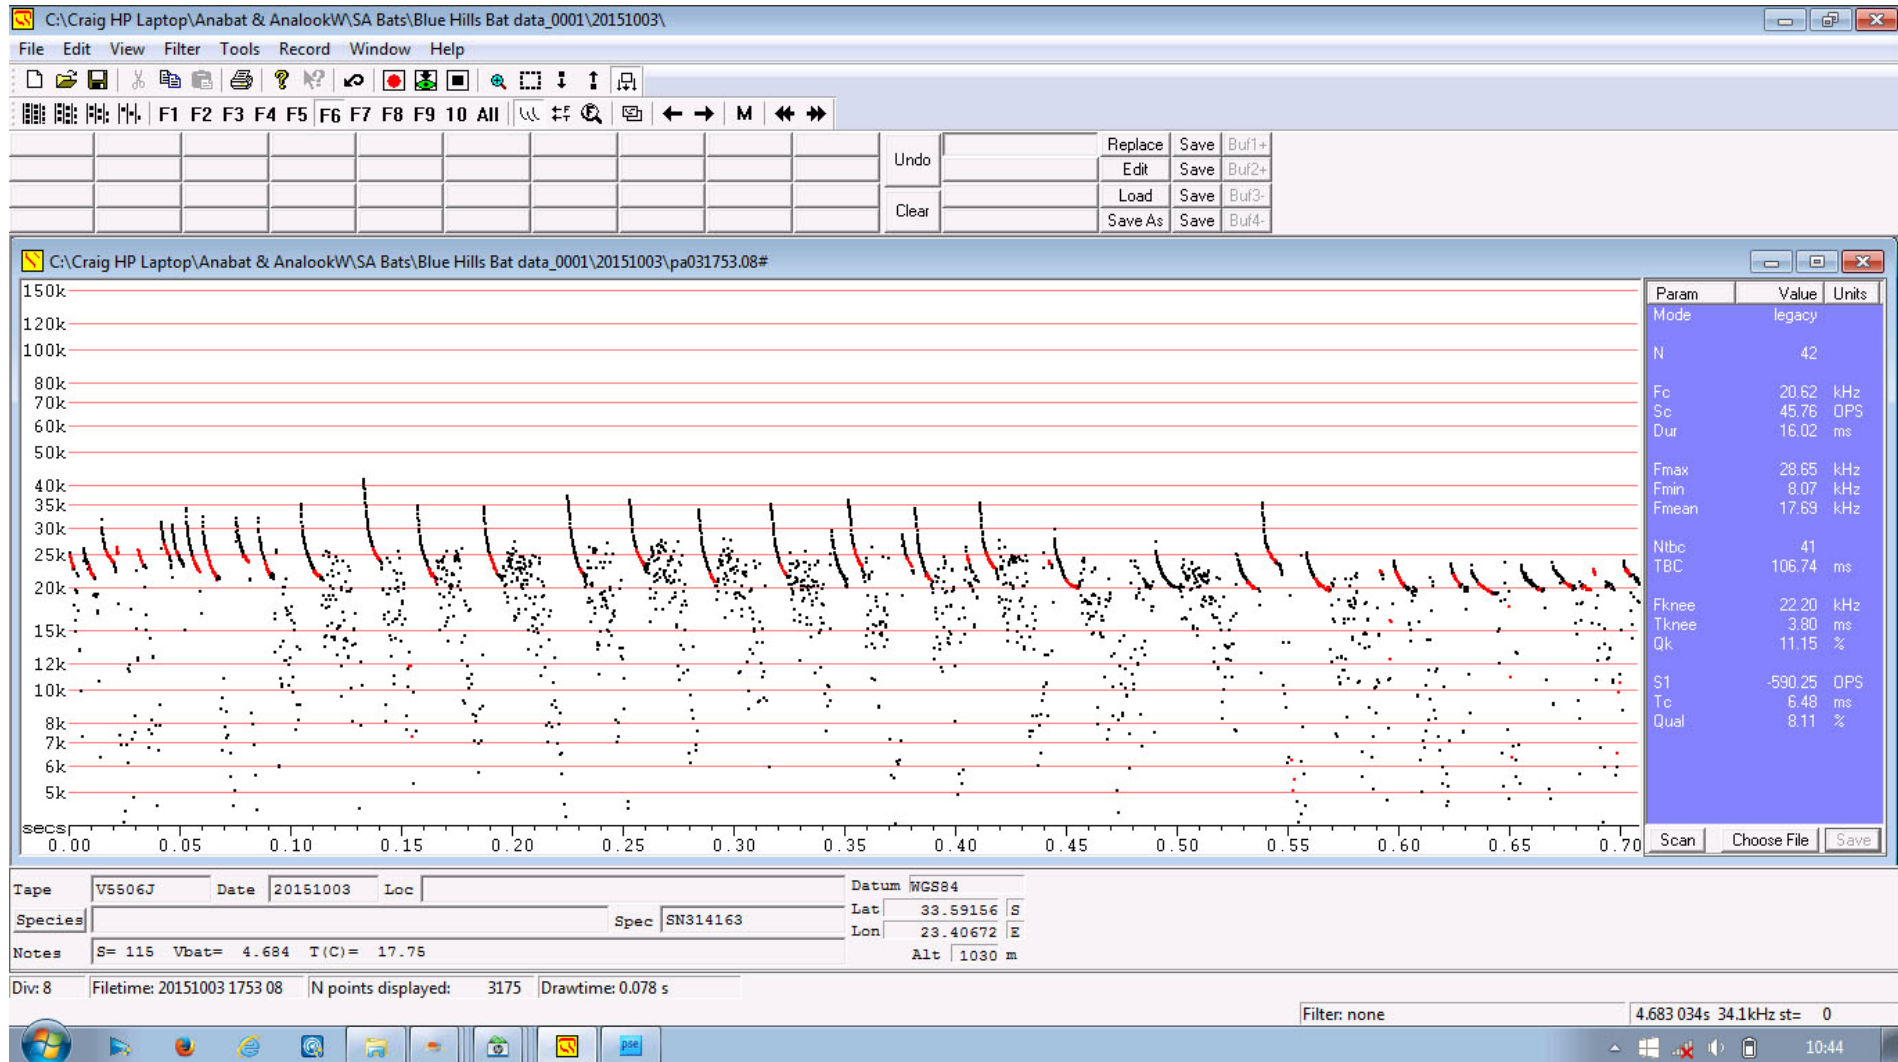 C:\Craig HP Laptop\Anabat & AnalookW\SA Bats\Blue Hills Bat data_0001\20151003\
File Edit View Filter Tools Record Window Help
F1 F2 F3 F4 F5 F6 F7 F8 F9 10 All M
Undo Replace Save Buf1+
Edit Save Buf2+
Clear Load Save Buf3-
Save As Save Buf4-
C:\Craig HP Laptop\Anabat & AnalookW\SA Bats\Blue Hills Bat data_0001\20151003\pa031753.08#
150k
120k
100k
80k
70k
60k
50k
40k
35k
30k
25k
20k
15k
12k
10k
8k
7k
6k
5k
secs
0.00 0.05 0.10 0.15 0.20 0.25 0.30 0.35 0.40 0.45 0.50 0.55 0.60 0.65 0.70
Param Value Units
Mode legacy
N 42
Fc 20.62 kHz
Sc 45.76 OPS
Dur 16.02 ms
Fmax 28.65 kHz
Fmin 8.07 kHz
Fmean 17.69 kHz
Ntbc 41
TBC 106.74 ms
Fknee 22.20 kHz
Tknee 3.80 ms
Qk 11.15 %
S1 -590.25 OPS
Tc 6.48 ms
Qual 8.11 %
Scan Choose File Save
Tape V5506J Date 20151003 Loc
Species Spec SN314163
Notes S= 115 Vbat= 4.684 T(C)= 17.75
Datum WGS84
Lat 33.59156 S
Lon 23.40672 E
Alt 1030 m
Div: 8 Filetime: 20151003 1753 08 N points displayed: 3175 Drawtime: 0.078 s
Filter: none 4.683 034s 34.1kHz st= 0
pse 10:44